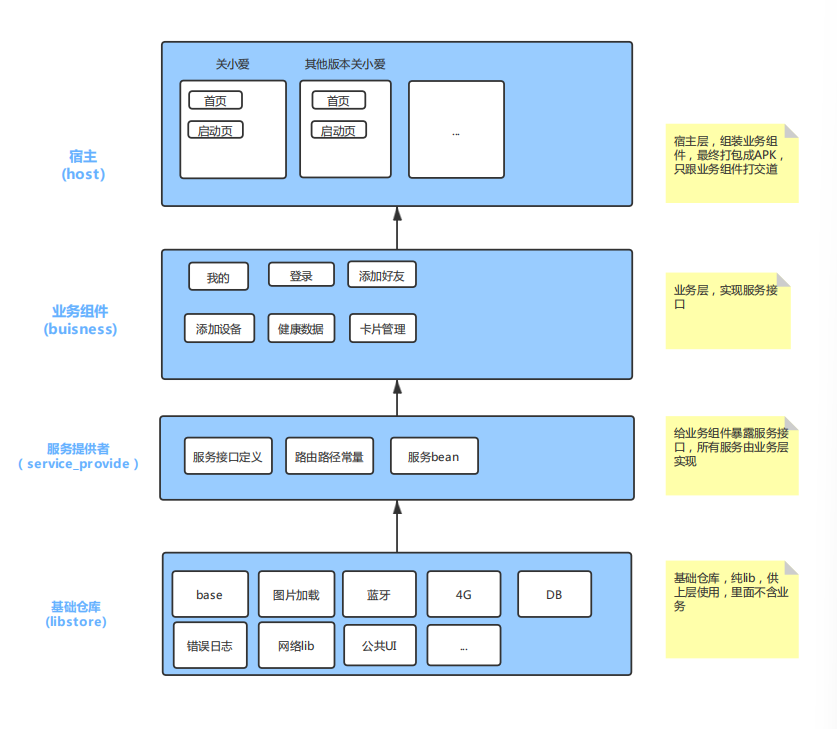 关小爱
其他版本关小爱
首页
启动页
首页
启动页
...
宿主
(host)
宿主层，组装业务组
件，最终打包成APK，
只跟业务组件打交道
我的
登录
添加好友
添加设备
健康数据
卡片管理
业务组件
(buisness)
业务层，实现服务接
口
服务提供者
（ service_provide ）
服务接口定义
路由路径常量
服务bean
给业务组件暴露服务接
口，所有服务由业务层
实现
基础仓库
(libstore)
base
图片加载
蓝牙
4G
DB
错误日志
网络lib
公共UI
...
基础仓库，纯lib，供
上层使用，里面不含业
务